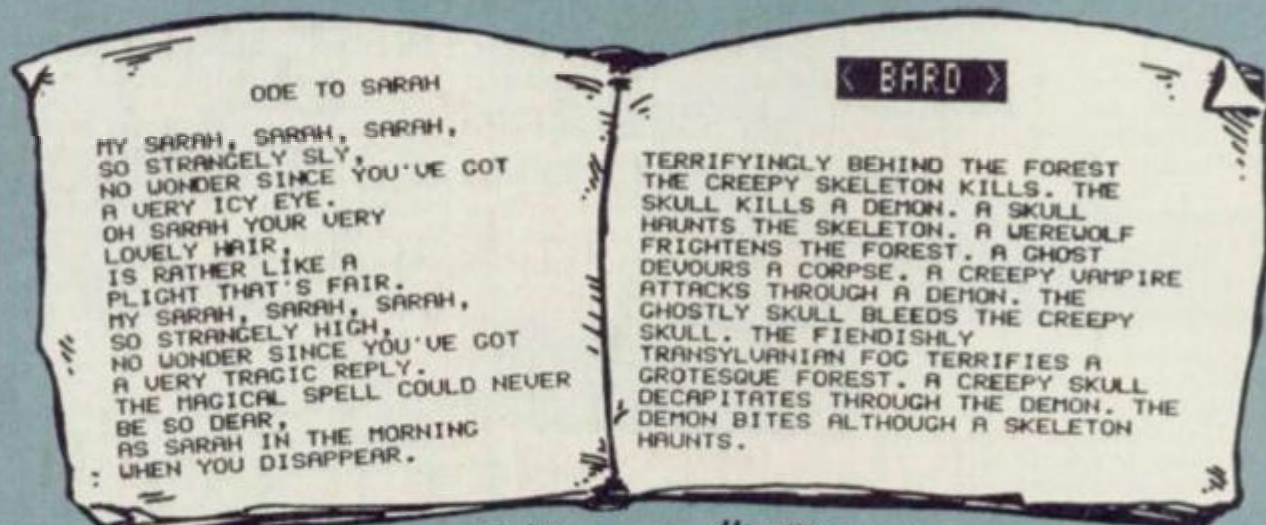 ODE TO SARAH
MY SARAH, SARAH, SARAH,
SO STRANGELY SLY,
NO WONDER SINCE YOU'VE GOT
A VERY ICY EYE.
OH SARAH YOUR VERY
LOVELY HAIR,
IS RATHER LIKE A
PLIGHT THAT'S FAIR.
MY SARAH, SARAH, SARAH,
SO STRANGELY HIGH,
NO WONDER SINCE YOU'VE GOT
A VERY TRAGIC REPLY.
THE MAGICAL SPELL COULD NEVER
BE SO DEAR,
AS SARAH IN THE MORNING
WHEN YOU DISAPPEAR.
< BARD >
TERRIFYINGLY BEHIND THE FOREST
THE CREEPY SKELETON KILLS. THE
SKULL KILLS A DEMON. A SKULL
HAUNTS THE SKELETON. A WEREWOLF
FRIGHTENS THE FOREST. A GHOST
DEVOURS A CORPSE. A CREEPY VAMPIRE
ATTACKS THROUGH A DEMON. THE
GHOSTLY SKULL BLEEDS THE CREEPY
SKULL. THE FIENDISHLY
TRANSYLVANIAN FOG TERRIFIES A
GROTESQUE FOREST. A CREEPY SKULL
DECAPITATES THROUGH THE DEMON. THE
DEMON BITES ALTHOUGH A SKELETON
HAUNTS.